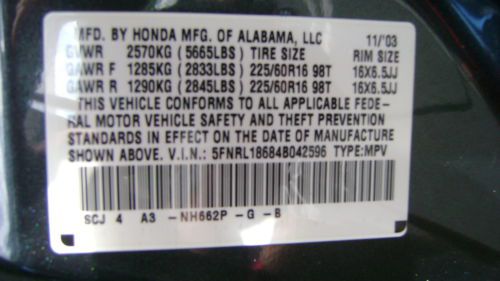 MFD. BY HONDA MFG. OF ALABAMA, LLC 11/'03
GVWR 2570KG (5665LBS) TIRE SIZE RIM SIZE
GAWR F 1285KG (2833LBS) 225/60R16 98T 16X6.5JJ
GAWR R 1290KG (2845LBS) 225/60R16 98T 16X6.5JJ
THIS VEHICLE CONFORMS TO ALL APPLICABLE FEDE-
RAL MOTOR VEHICLE SAFETY AND THEFT PREVENTION
STANDARDS IN EFFECT ON THE DATE OF MANUFACTURE
SHOWN ABOVE. V.I.N.: 5FNRL18684B042596 TYPE:MPV
SCJ 4 A3 -NH662P -G -B